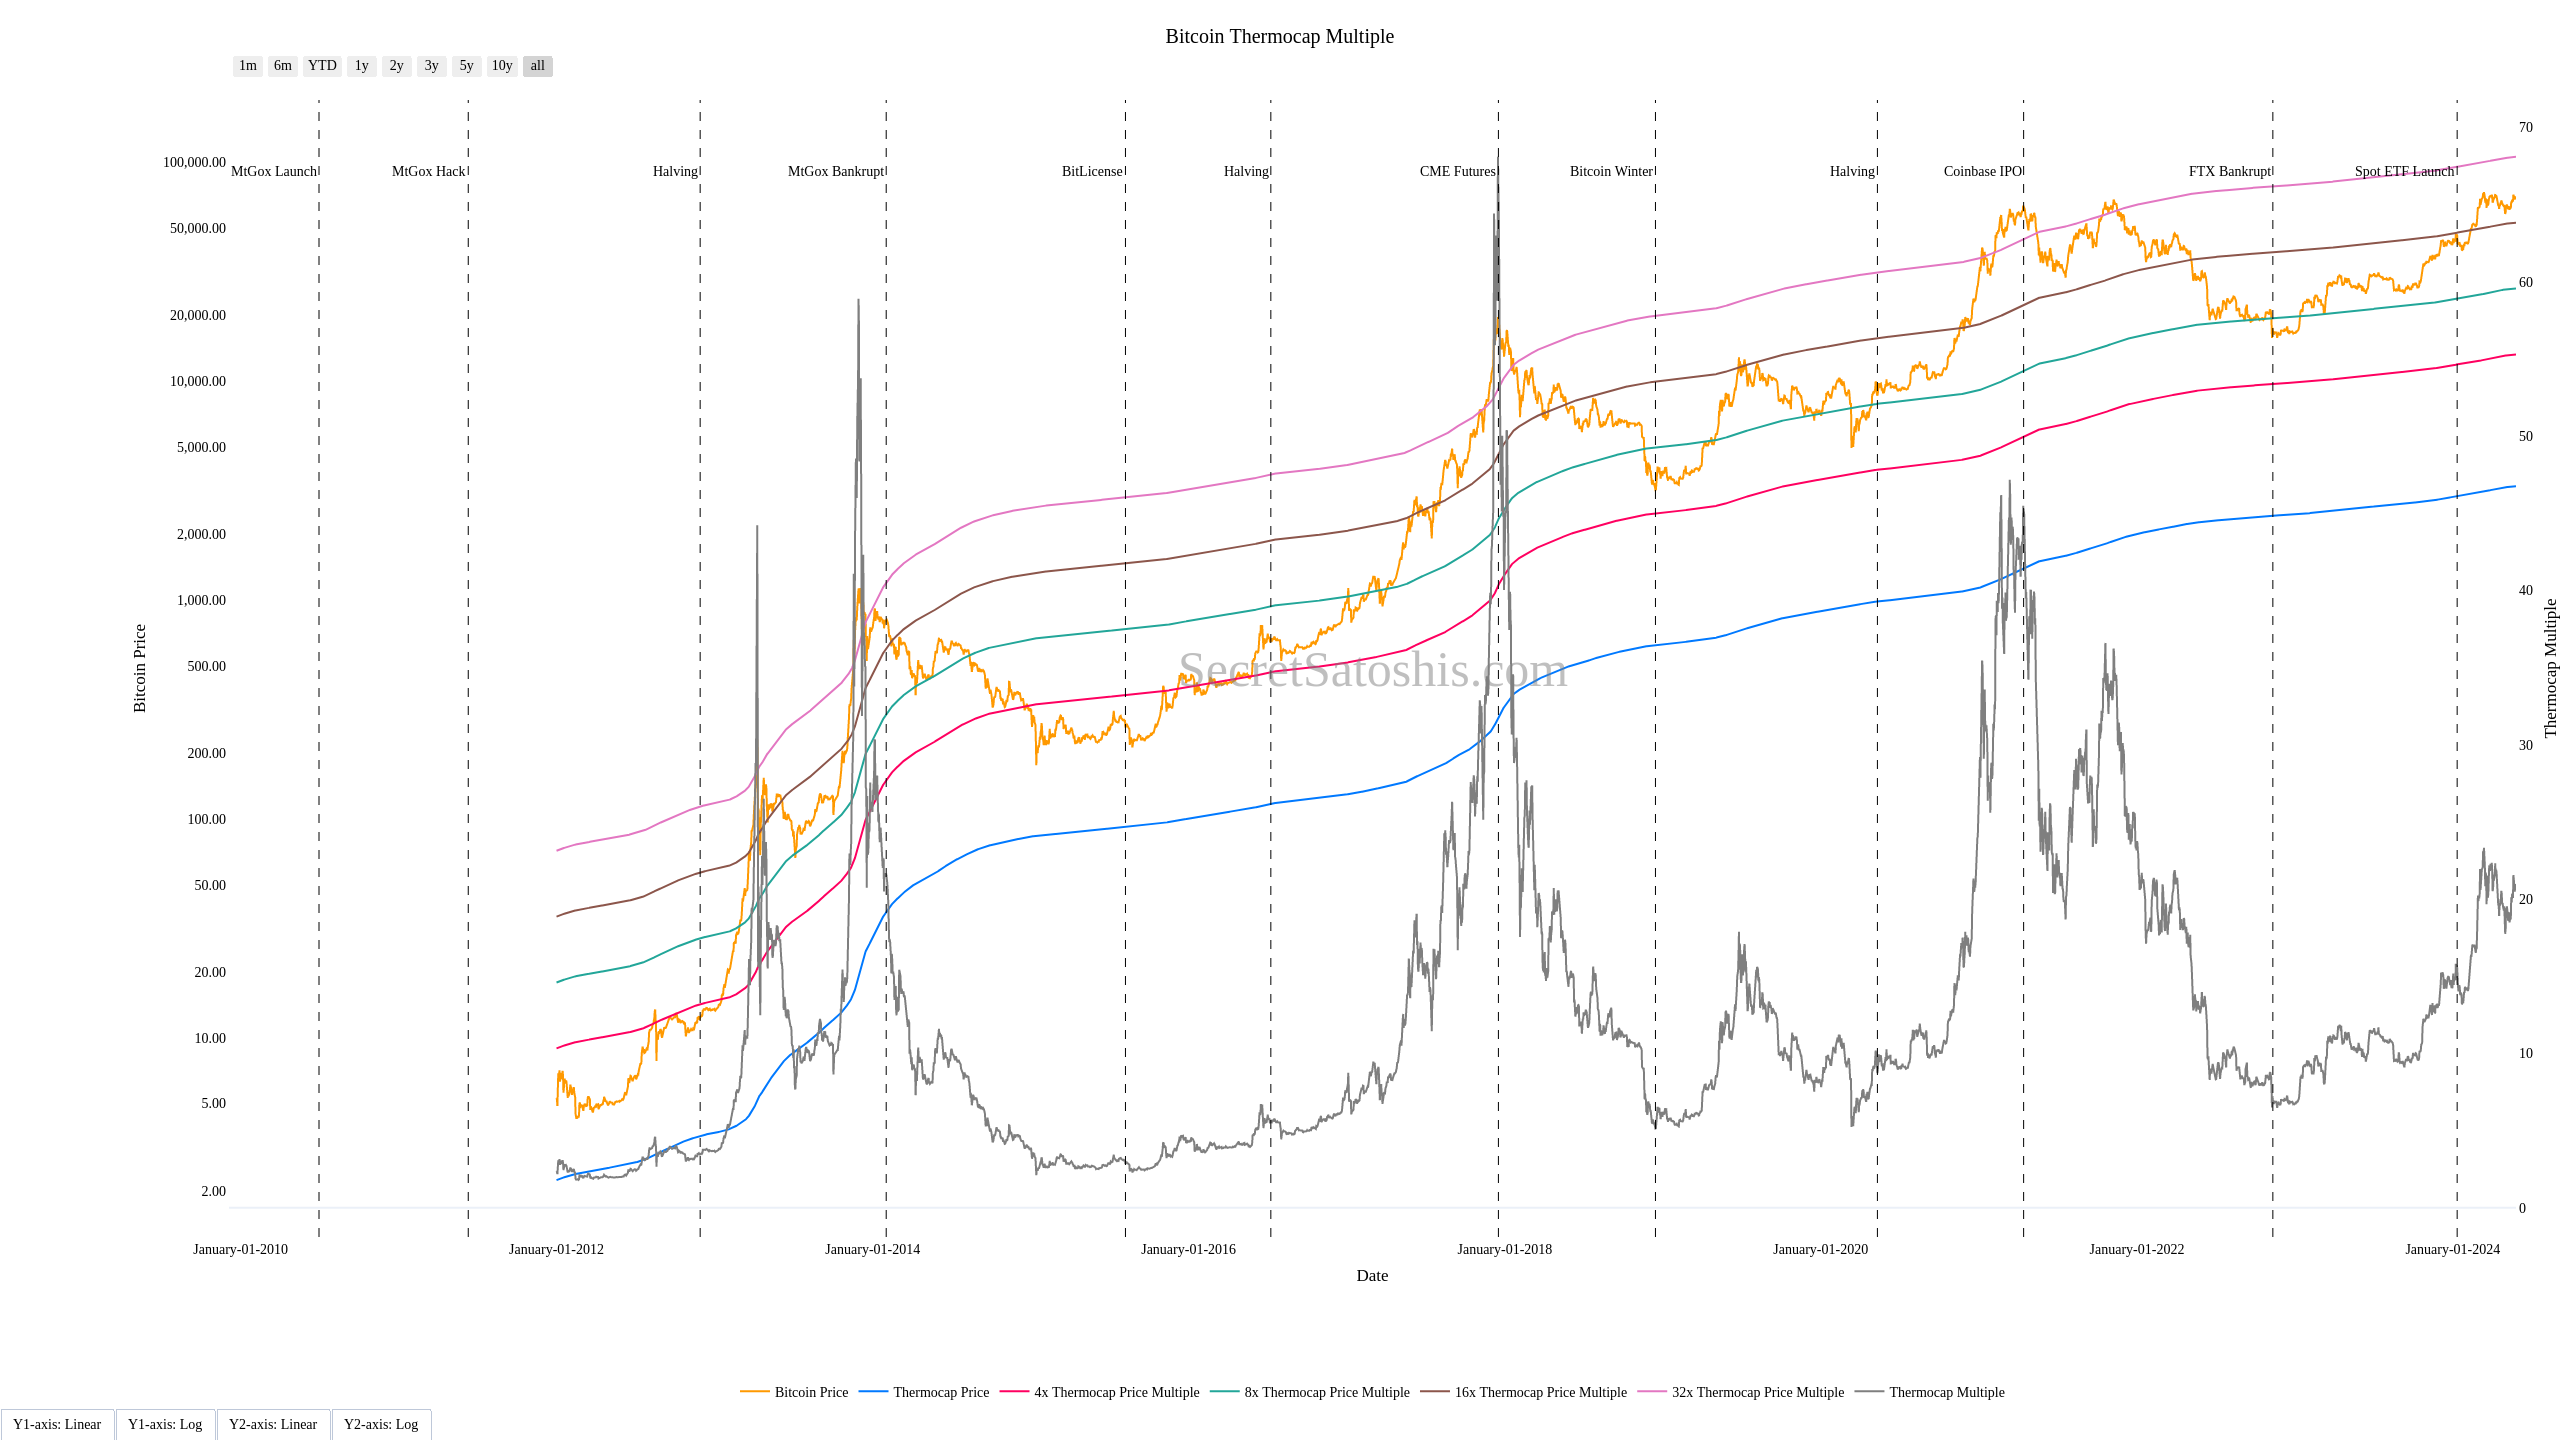 Bitcoin Thermocap Multiple
1m 6m YTD 1y 2y 3y 5y 10y all
70
100,000.00
MtGox Launch MtGox Hack Halving MtGox Bankrupt BitLicense Halving CME Futures Bitcoin Winter Halving Coinbase IPO FTX Bankrupt Spot ETF Launch
50,000.00
60
20,000.00
10,000.00
50
5,000.00
2,000.00
40
1,000.00
Bitcoin Price
500.00
SecretSatoshis.com
Thermocap Multiple
30
200.00
100.00
50.00
20
20.00
10.00
10
5.00
2.00
0
January-01-2010 January-01-2012 January-01-2014 January-01-2016 January-01-2018 January-01-2020 January-01-2022 January-01-2024
Date
Bitcoin Price Thermocap Price 4x Thermocap Price Multiple 8x Thermocap Price Multiple 16x Thermocap Price Multiple 32x Thermocap Price Multiple Thermocap Multiple
Y1-axis: Linear Y1-axis: Log Y2-axis: Linear Y2-axis: Log